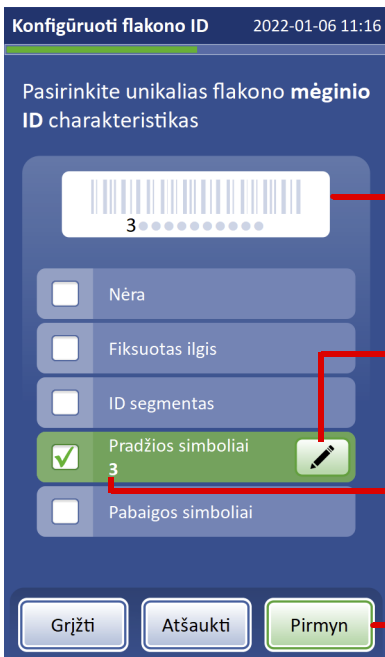 Konfigūruoti flakono ID 2022-01-06 11:16
Pasirinkite unikalias flakono mėginio
ID charakteristikas
3
Nėra
Fiksuotas ilgis
ID segmentas
Pradžios simboliai
3
Pabaigos simboliai
Grįžti Atšaukti Pirmyn